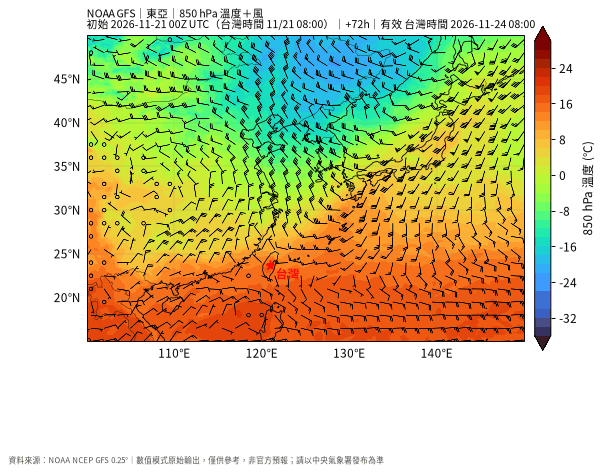 NOAA GFS｜東亞｜850 hPa 溫度＋風
初始 2026-11-21 00Z UTC（台灣時間 11/21 08:00）｜+72h｜有效 台灣時間 2026-11-24 08:00
45°N
40°N
35°N
30°N
25°N
20°N
110°E
120°E
130°E
140°E
台灣
24
16
8
0
-8
-16
-24
-32
850 hPa 溫度 (°C)
資料來源：NOAA NCEP GFS 0.25°｜數值模式原始輸出，僅供參考，非官方預報；請以中央氣象署發布為準